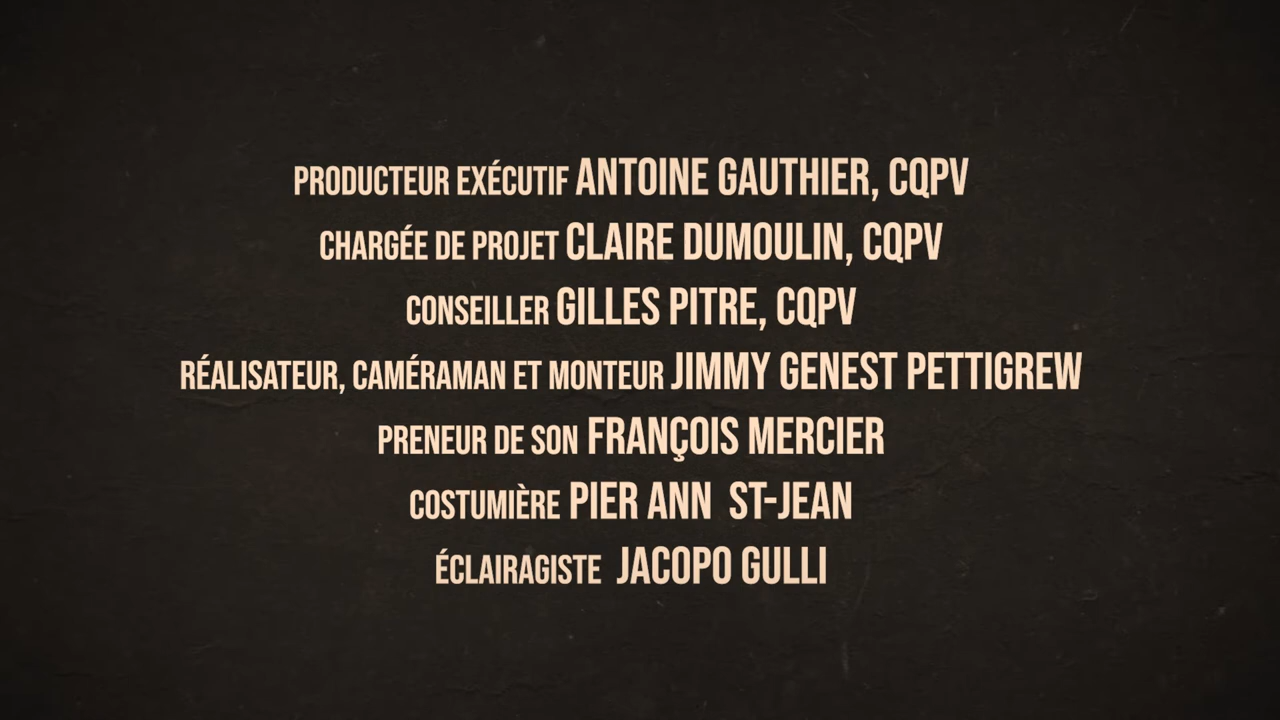 PRODUCTEUR EXÉCUTIF ANTOINE GAUTHIER, CQPV
CHARGÉE DE PROJET CLAIRE DUMOULIN, CQPV
CONSEILLER GILLES PITRE, CQPV
RÉALISATEUR, CAMÉRAMAN ET MONTEUR JIMMY GENEST PETTIGREW
PRENEUR DE SON FRANÇOIS MERCIER
COSTUMIÈRE PIER ANN ST-JEAN
ÉCLAIRAGISTE JACOPO GULLI